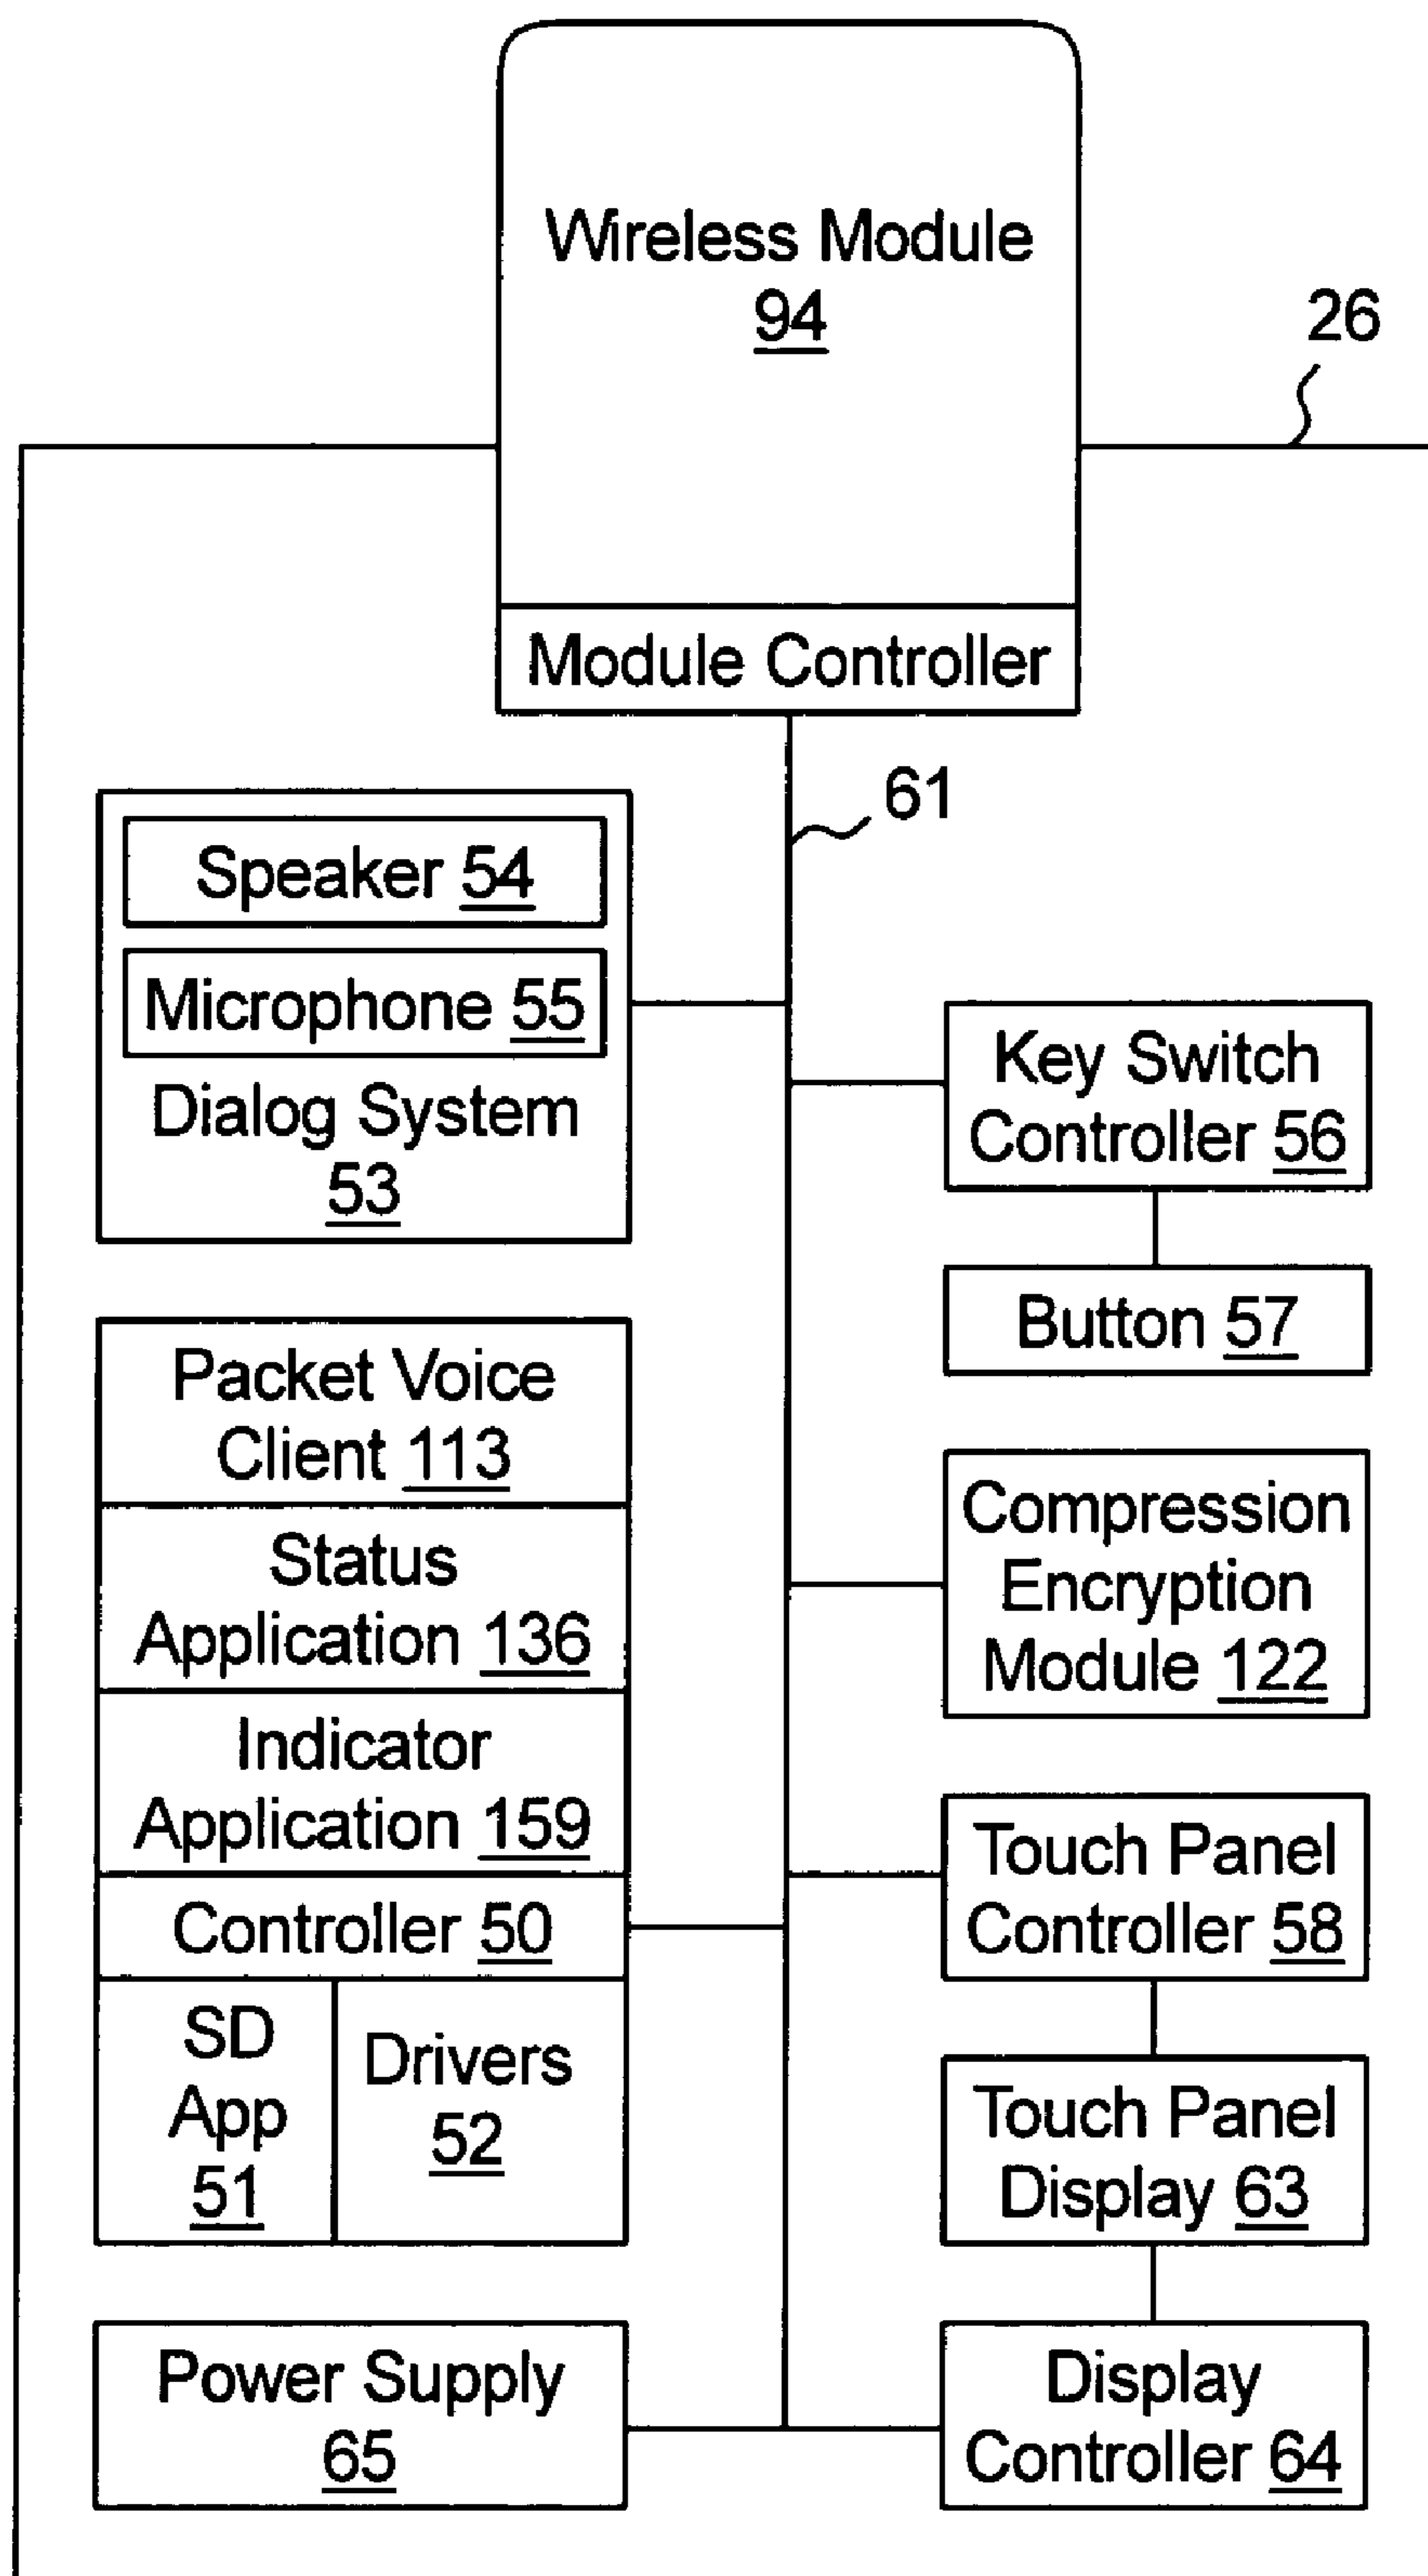 Wireless Module
94
26
Module Controller
61
Speaker 54
Microphone 55
Dialog System
53
Key Switch
Controller 56
Button 57
Packet Voice
Client 113
Status
Application 136
Indicator
Application 159
Controller 50
SD
App
51
Drivers
52
Compression
Encryption
Module 122
Touch Panel
Controller 58
Touch Panel
Display 63
Power Supply
65
Display
Controller 64